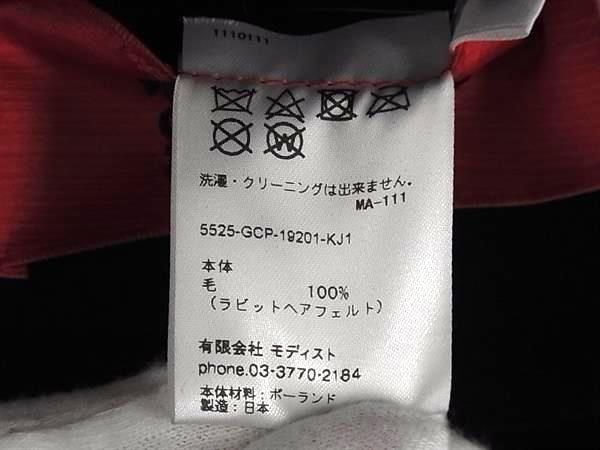 1110111
W
洗濯・クリーニングは出来ません。
MA-111
5525-GCP-19201-KJ1
本体
毛 100%
(ラビットヘアフェルト)
有限会社 モディスト
phone.03-3770-2184
本体材料:ポーランド
製造:日本